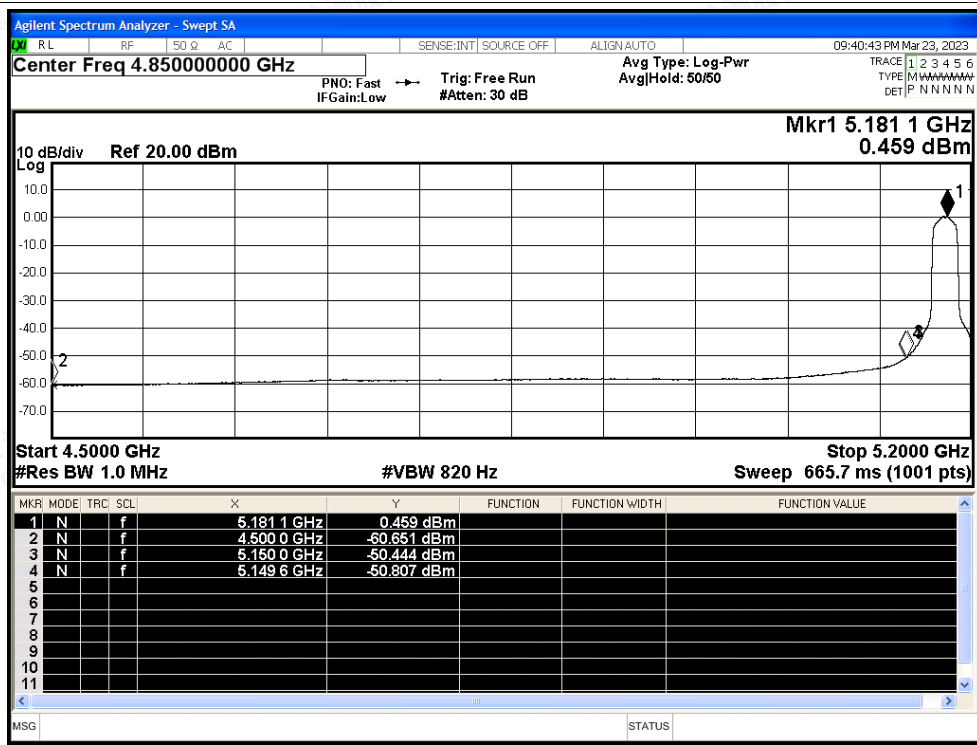 Agilent Spectrum Analyzer - Swept SA
LXI RL RF 50 Ω AC SENSE:INT SOURCE OFF ALIGN AUTO 09:40:43 PM Mar 23, 2023
Center Freq 4.850000000 GHz Avg Type: Log-Pwr TRACE 1 2 3 4 5 6
PNO: Fast Trig: Free Run Avg|Hold: 50/50 TYPE M WWWWW
IFGain:Low #Atten: 30 dB DET P N N N N N
Mkr1 5.181 1 GHz
10 dB/div Ref 20.00 dBm 0.459 dBm
Log
10.0
1
0.00
-10.0
-20.0
-30.0
-40.0
-50.0
2
-60.0
-70.0
Start 4.5000 GHz Stop 5.2000 GHz
#Res BW 1.0 MHz #VBW 820 Hz Sweep 665.7 ms (1001 pts)
MKR MODE TRC SCL X Y FUNCTION FUNCTION WIDTH FUNCTION VALUE
1 N f 5.181 1 GHz 0.459 dBm
2 N f 4.500 0 GHz -60.651 dBm
3 N f 5.150 0 GHz -50.444 dBm
4 N f 5.149 6 GHz -50.807 dBm
5
6
7
8
9
10
11
MSG STATUS